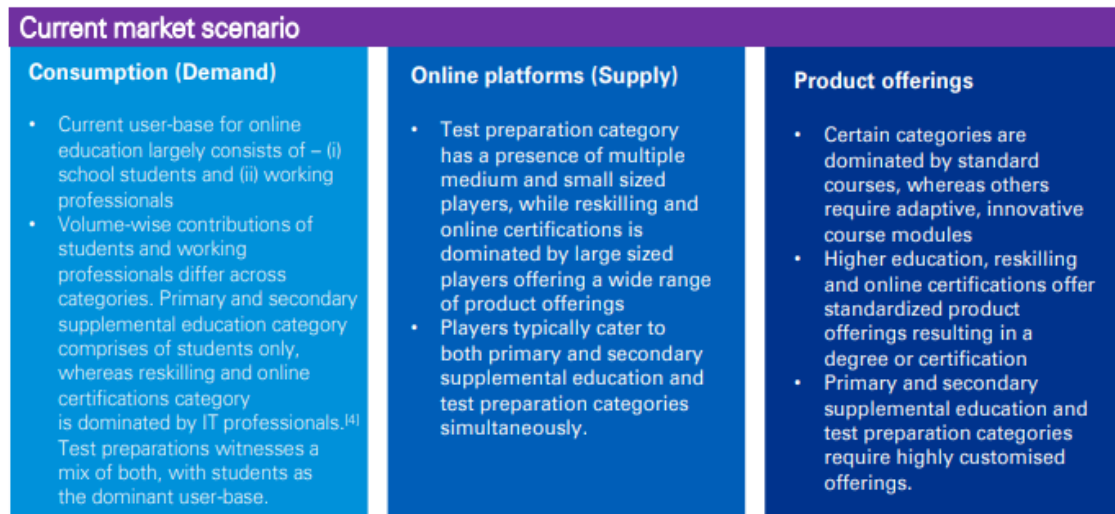 Current market scenario
Consumption (Demand)
• Current user-base for online
education largely consists of – (i)
school students and (ii) working
professionals
• Volume-wise contributions of
students and working
professionals differ across
categories. Primary and secondary
supplemental education category
comprises of students only,
whereas reskilling and online
certifications category
is dominated by IT professionals.[4]
Test preparations witnesses a
mix of both, with students as
the dominant user-base.
Online platforms (Supply)
• Test preparation category
has a presence of multiple
medium and small sized
players, while reskilling and
online certifications is
dominated by large sized
players offering a wide range
of product offerings
• Players typically cater to
both primary and secondary
supplemental education and
test preparation categories
simultaneously.
Product offerings
• Certain categories are
dominated by standard
courses, whereas others
require adaptive, innovative
course modules
• Higher education, reskilling
and online certifications offer
standardized product
offerings resulting in a
degree or certification
• Primary and secondary
supplemental education and
test preparation categories
require highly customised
offerings.